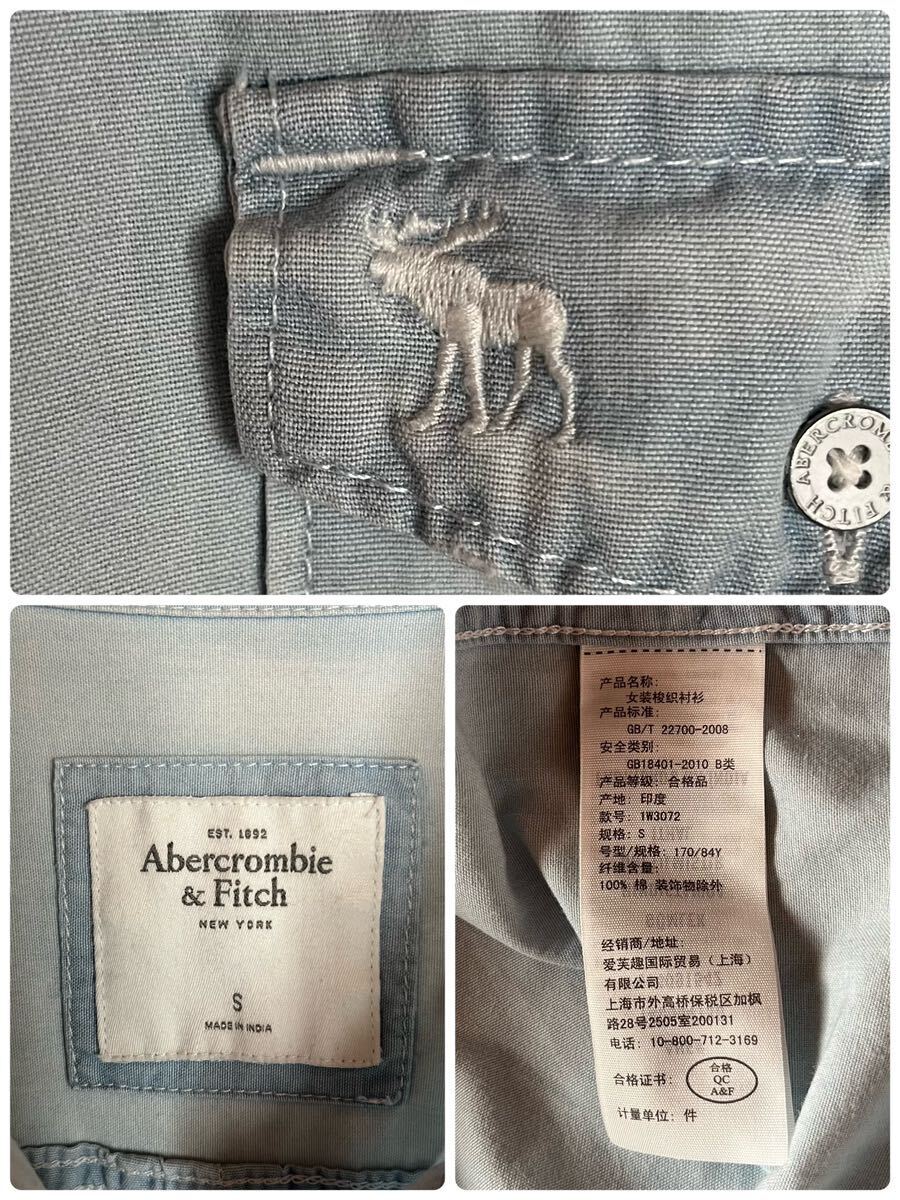 ABERCROMBIE & FITCH
EST. 1892
Abercrombie
& Fitch
NEW YORK
S
MADE IN INDIA
产品名称:
女装梭织衬衫
产品标准:
GB/T 22700-2008
安全类别:
GB18401-2010 B类
产品等级: 合格品
产地: 印度
款号: 1W3072
规格: S
号型/规格: 170/84Y
纤维含量:
100% 棉 装饰物除外
经销商/地址:
爱芙趣国际贸易（上海）
有限公司
上海市外高桥保税区加枫
路28号2505室200131
电话: 10-800-712-3169
合格证书:
合格
QC
A&F
计量单位: 件